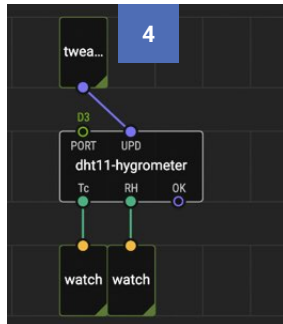 4
twea...
D3
PORT UPD
dht11-hygrometer
Tc RH OK
watch watch